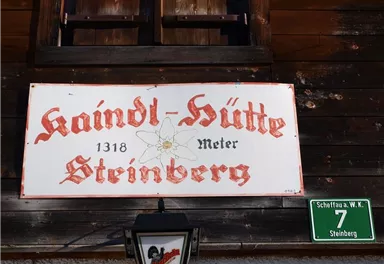 Kaindl-Hütte
1318 Meter
Steinberg
Scheffau a. W. K.
7
Steinberg